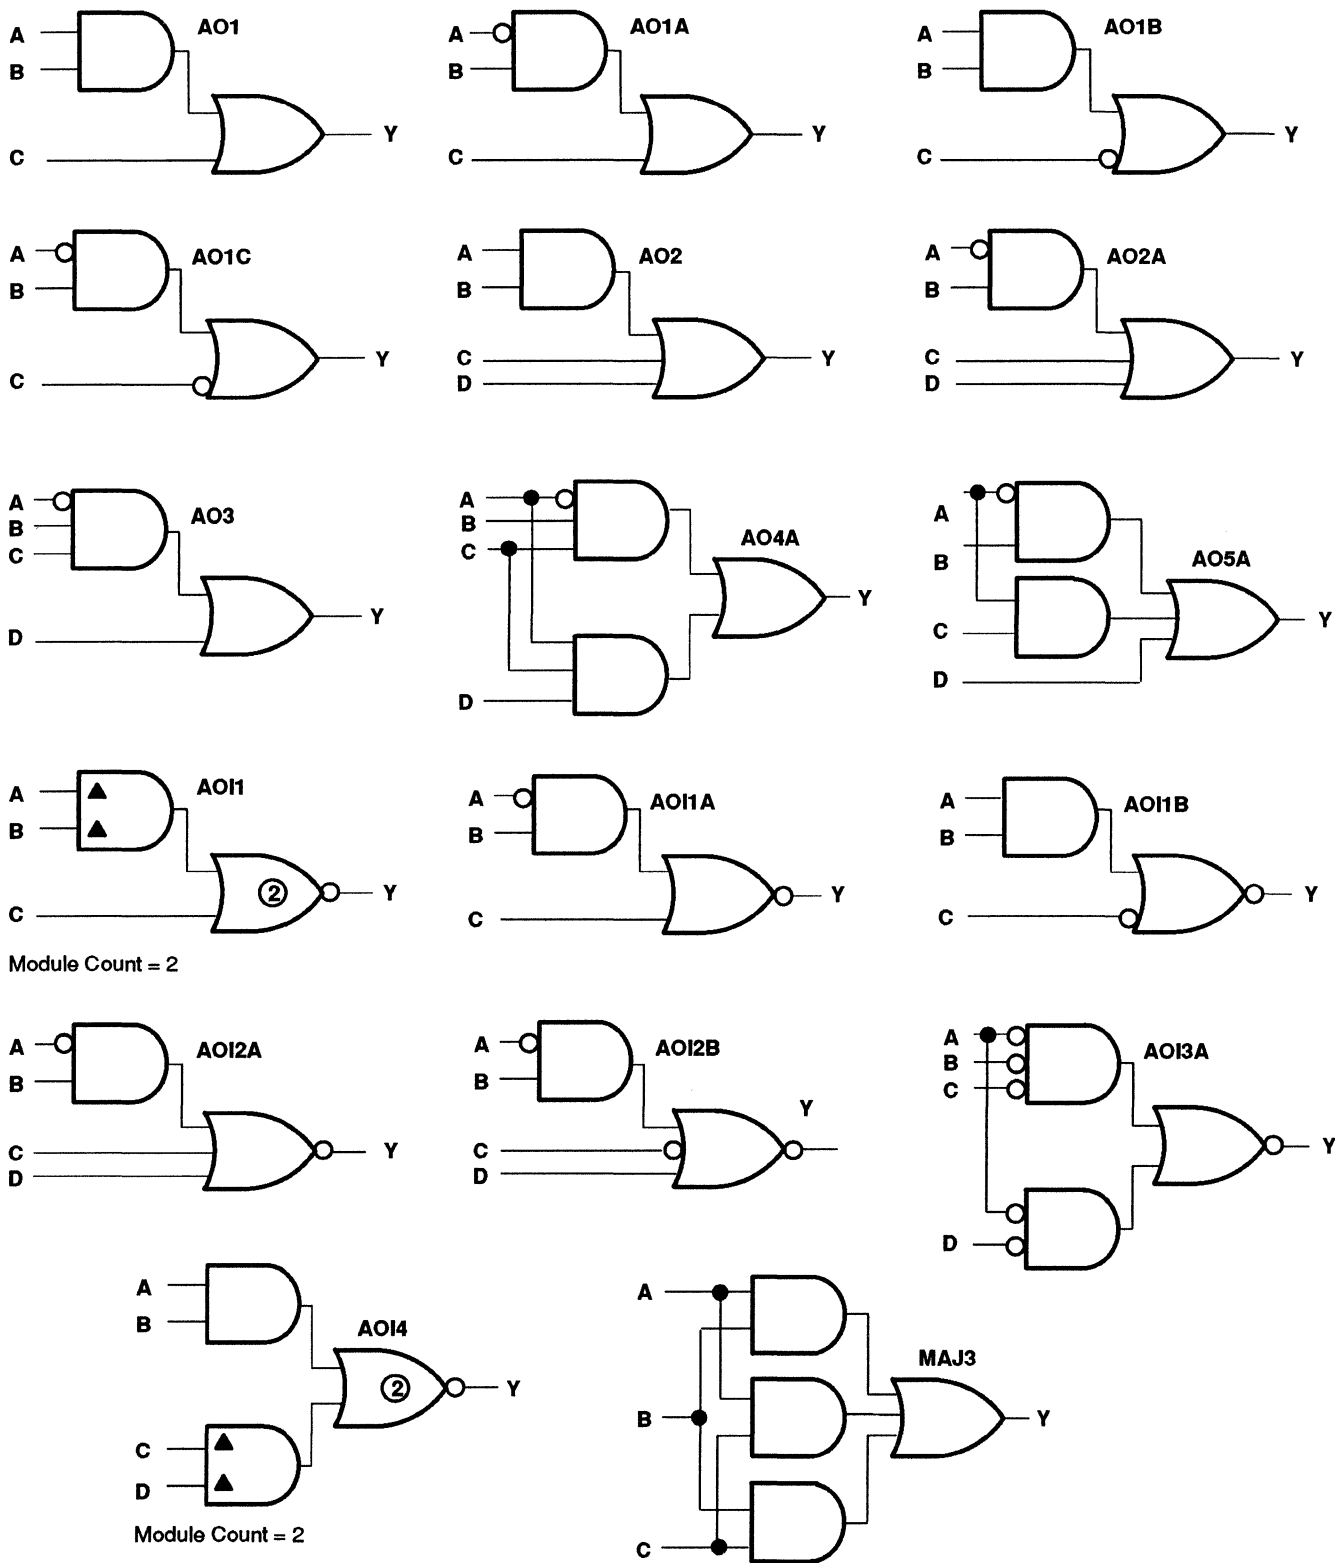 A AO1
B
C Y
A AO1A
B
C Y
A AO1B
B
C Y
A AO1C
B
C Y
A AO2
B
C Y
D
A AO2A
B
C Y
D
A AO3
B
C
D Y
A
B
C AO4A
Y
D
A
B AO5A
C Y
D
A AOI1
B
② Y
C
Module Count = 2
A AOI1A
B
Y
C
A AOI1B
B
Y
C
A AOI2A
B
C Y
D
A AOI2B
B
Y
C
D
A
B AOI3A
C
Y
D
A
B AOI4
② Y
C
D
Module Count = 2
A
MAJ3
B Y
C